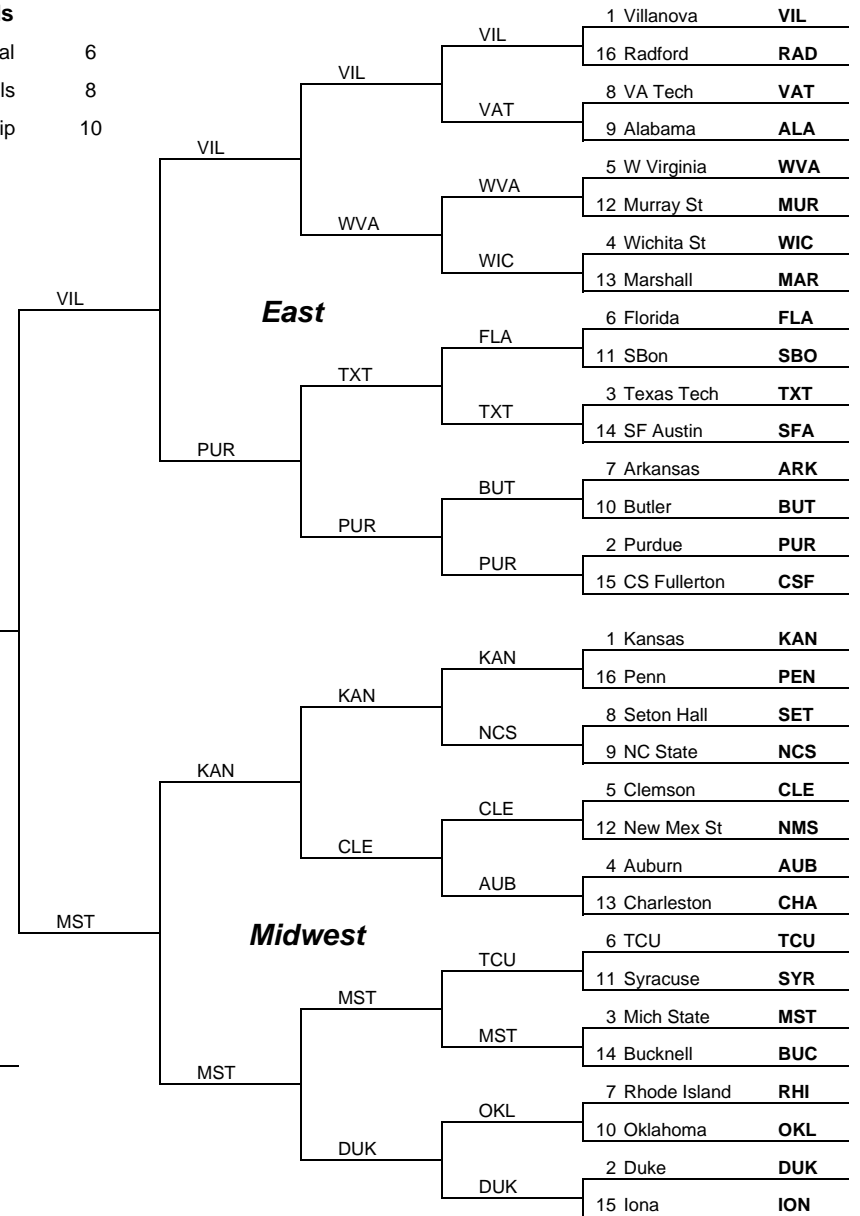 ls
al 6
ls 8
ip 10
1 Villanova VIL
VIL
16 Radford RAD
VIL
8 VA Tech VAT
VAT
9 Alabama ALA
VIL
5 W Virginia WVA
WVA
12 Murray St MUR
WVA
4 Wichita St WIC
WIC
13 Marshall MAR
VIL
East
6 Florida FLA
FLA
11 SBon SBO
TXT
3 Texas Tech TXT
TXT
14 SF Austin SFA
PUR
7 Arkansas ARK
BUT
10 Butler BUT
PUR
2 Purdue PUR
PUR
15 CS Fullerton CSF
1 Kansas KAN
KAN
16 Penn PEN
KAN
8 Seton Hall SET
NCS
9 NC State NCS
KAN
5 Clemson CLE
CLE
12 New Mex St NMS
CLE
4 Auburn AUB
AUB
13 Charleston CHA
MST
Midwest
6 TCU TCU
TCU
11 Syracuse SYR
MST
3 Mich State MST
MST
14 Bucknell BUC
MST
7 Rhode Island RHI
OKL
10 Oklahoma OKL
DUK
2 Duke DUK
DUK
15 Iona ION